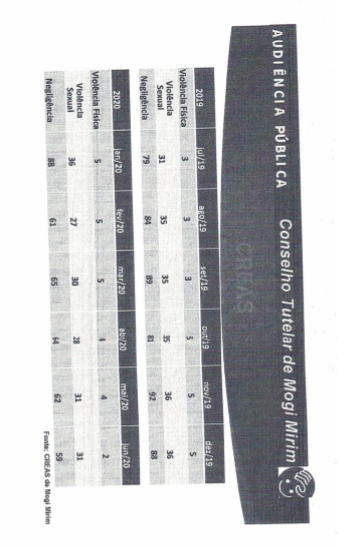 AUDIÊNCIA PÚBLICA Conselho Tutelar de Mogi Mirim
CREAS
2019 jul/19 ago/19 set/19 out/19 nov/19 dez/19
Violência Física 3 3 3 5 5 5
Violência Sexual 31 35 35 35 36 36
Negligência 79 84 89 81 92 88
2020 jan/20 fev/20 mar/20 abr/20 mai/20 jun/20
Violência Física 5 5 5 4 2
Violência Sexual 36 27 30 28 31 31
Negligência 88 61 65 62 59
Fonte: CREAS de Mogi Mirim